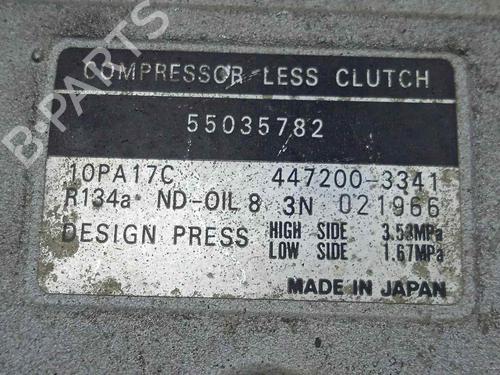 COMPRESSOR LESS CLUTCH
55035782
10PA17C 447200-3341
R134a ND-OIL 8 3N 021966
DESIGN PRESS HIGH SIDE 3.53MPa
LOW SIDE 1.67MPa
MADE IN JAPAN
B-PARTS